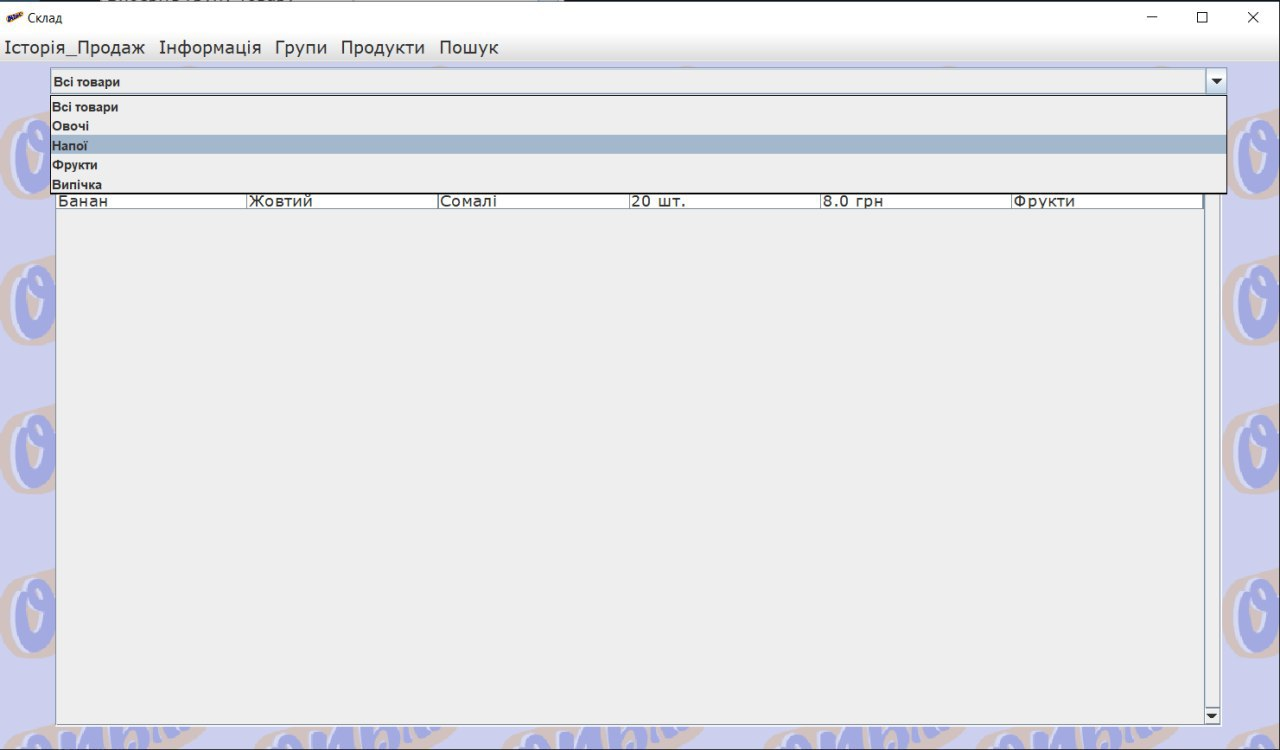 Склад
Історія_Продаж Інформація Групи Продукти Пошук
Всі товари
Всі товари
Овочі
Напої
Фрукти
Випічка
Банан Жовтий Сомалі 20 шт. 8.0 грн Фрукти